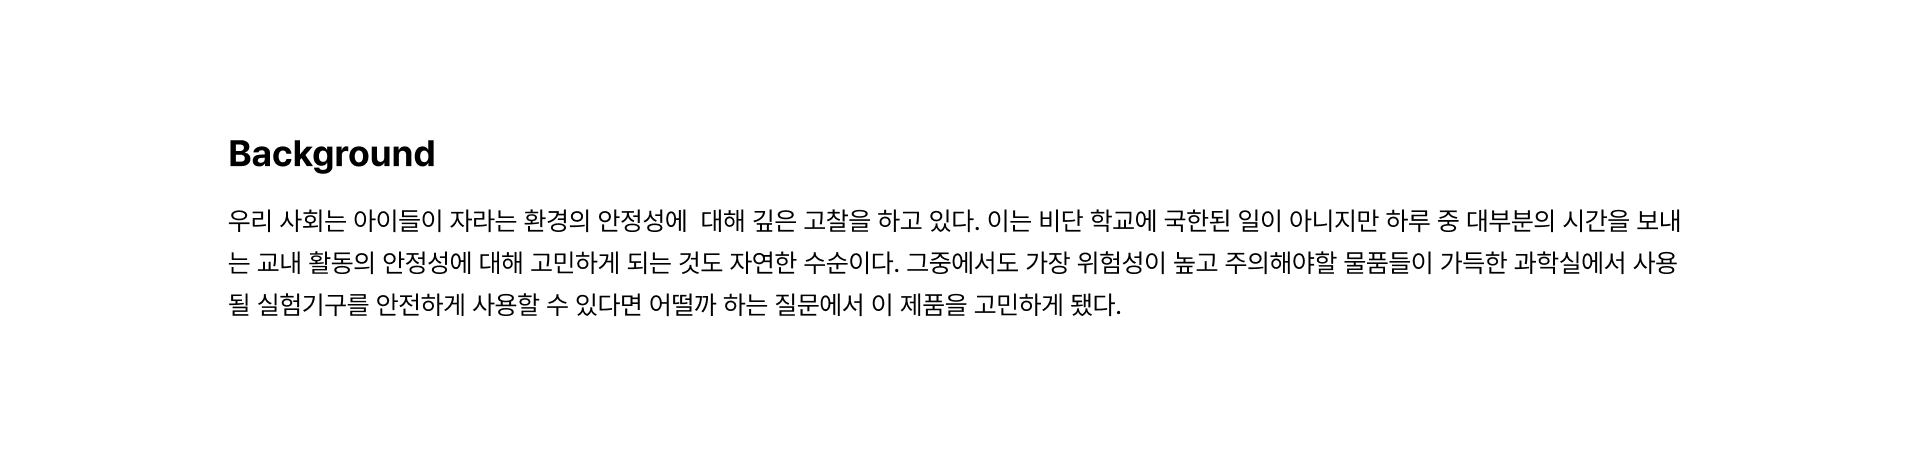 Background
우리 사회는 아이들이 자라는 환경의 안정성에  대해 깊은 고찰을 하고 있다. 이는 비단 학교에 국한된 일이 아니지만 하루 중 대부분의 시간을 보내
는 교내 활동의 안정성에 대해 고민하게 되는 것도 자연한 수순이다. 그중에서도 가장 위험성이 높고 주의해야할 물품들이 가득한 과학실에서 사용
될 실험기구를 안전하게 사용할 수 있다면 어떨까 하는 질문에서 이 제품을 고민하게 됐다.